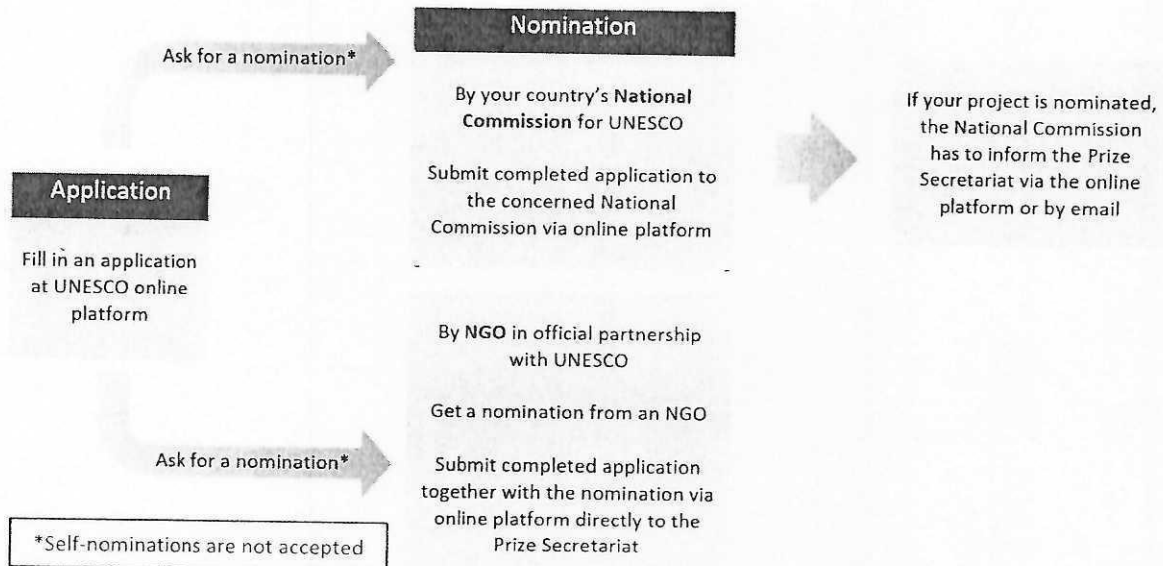 Application
Fill in an application
at UNESCO online
platform
Ask for a nomination*
Ask for a nomination*
*Self-nominations are not accepted
Nomination
By your country's National
Commission for UNESCO
Submit completed application to
the concerned National
Commission via online platform
By NGO in official partnership
with UNESCO
Get a nomination from an NGO
Submit completed application
together with the nomination via
online platform directly to the
Prize Secretariat
If your project is nominated,
the National Commission
has to inform the Prize
Secretariat via the online
platform or by email